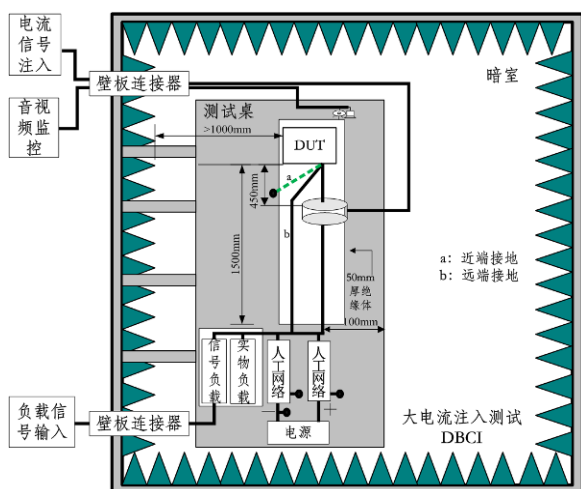 电流
信号
注入
壁板连接器
音视
频监
控
暗室
测试桌
>1000mm
DUT
a
450mm
b
1500mm
50mm
厚绝
缘体
100mm
a：近端接地
b：远端接地
信号负载
实物负载
人工网络
人工网络
负载信
号输入
壁板连接器
电源
大电流注入测试
DBCI